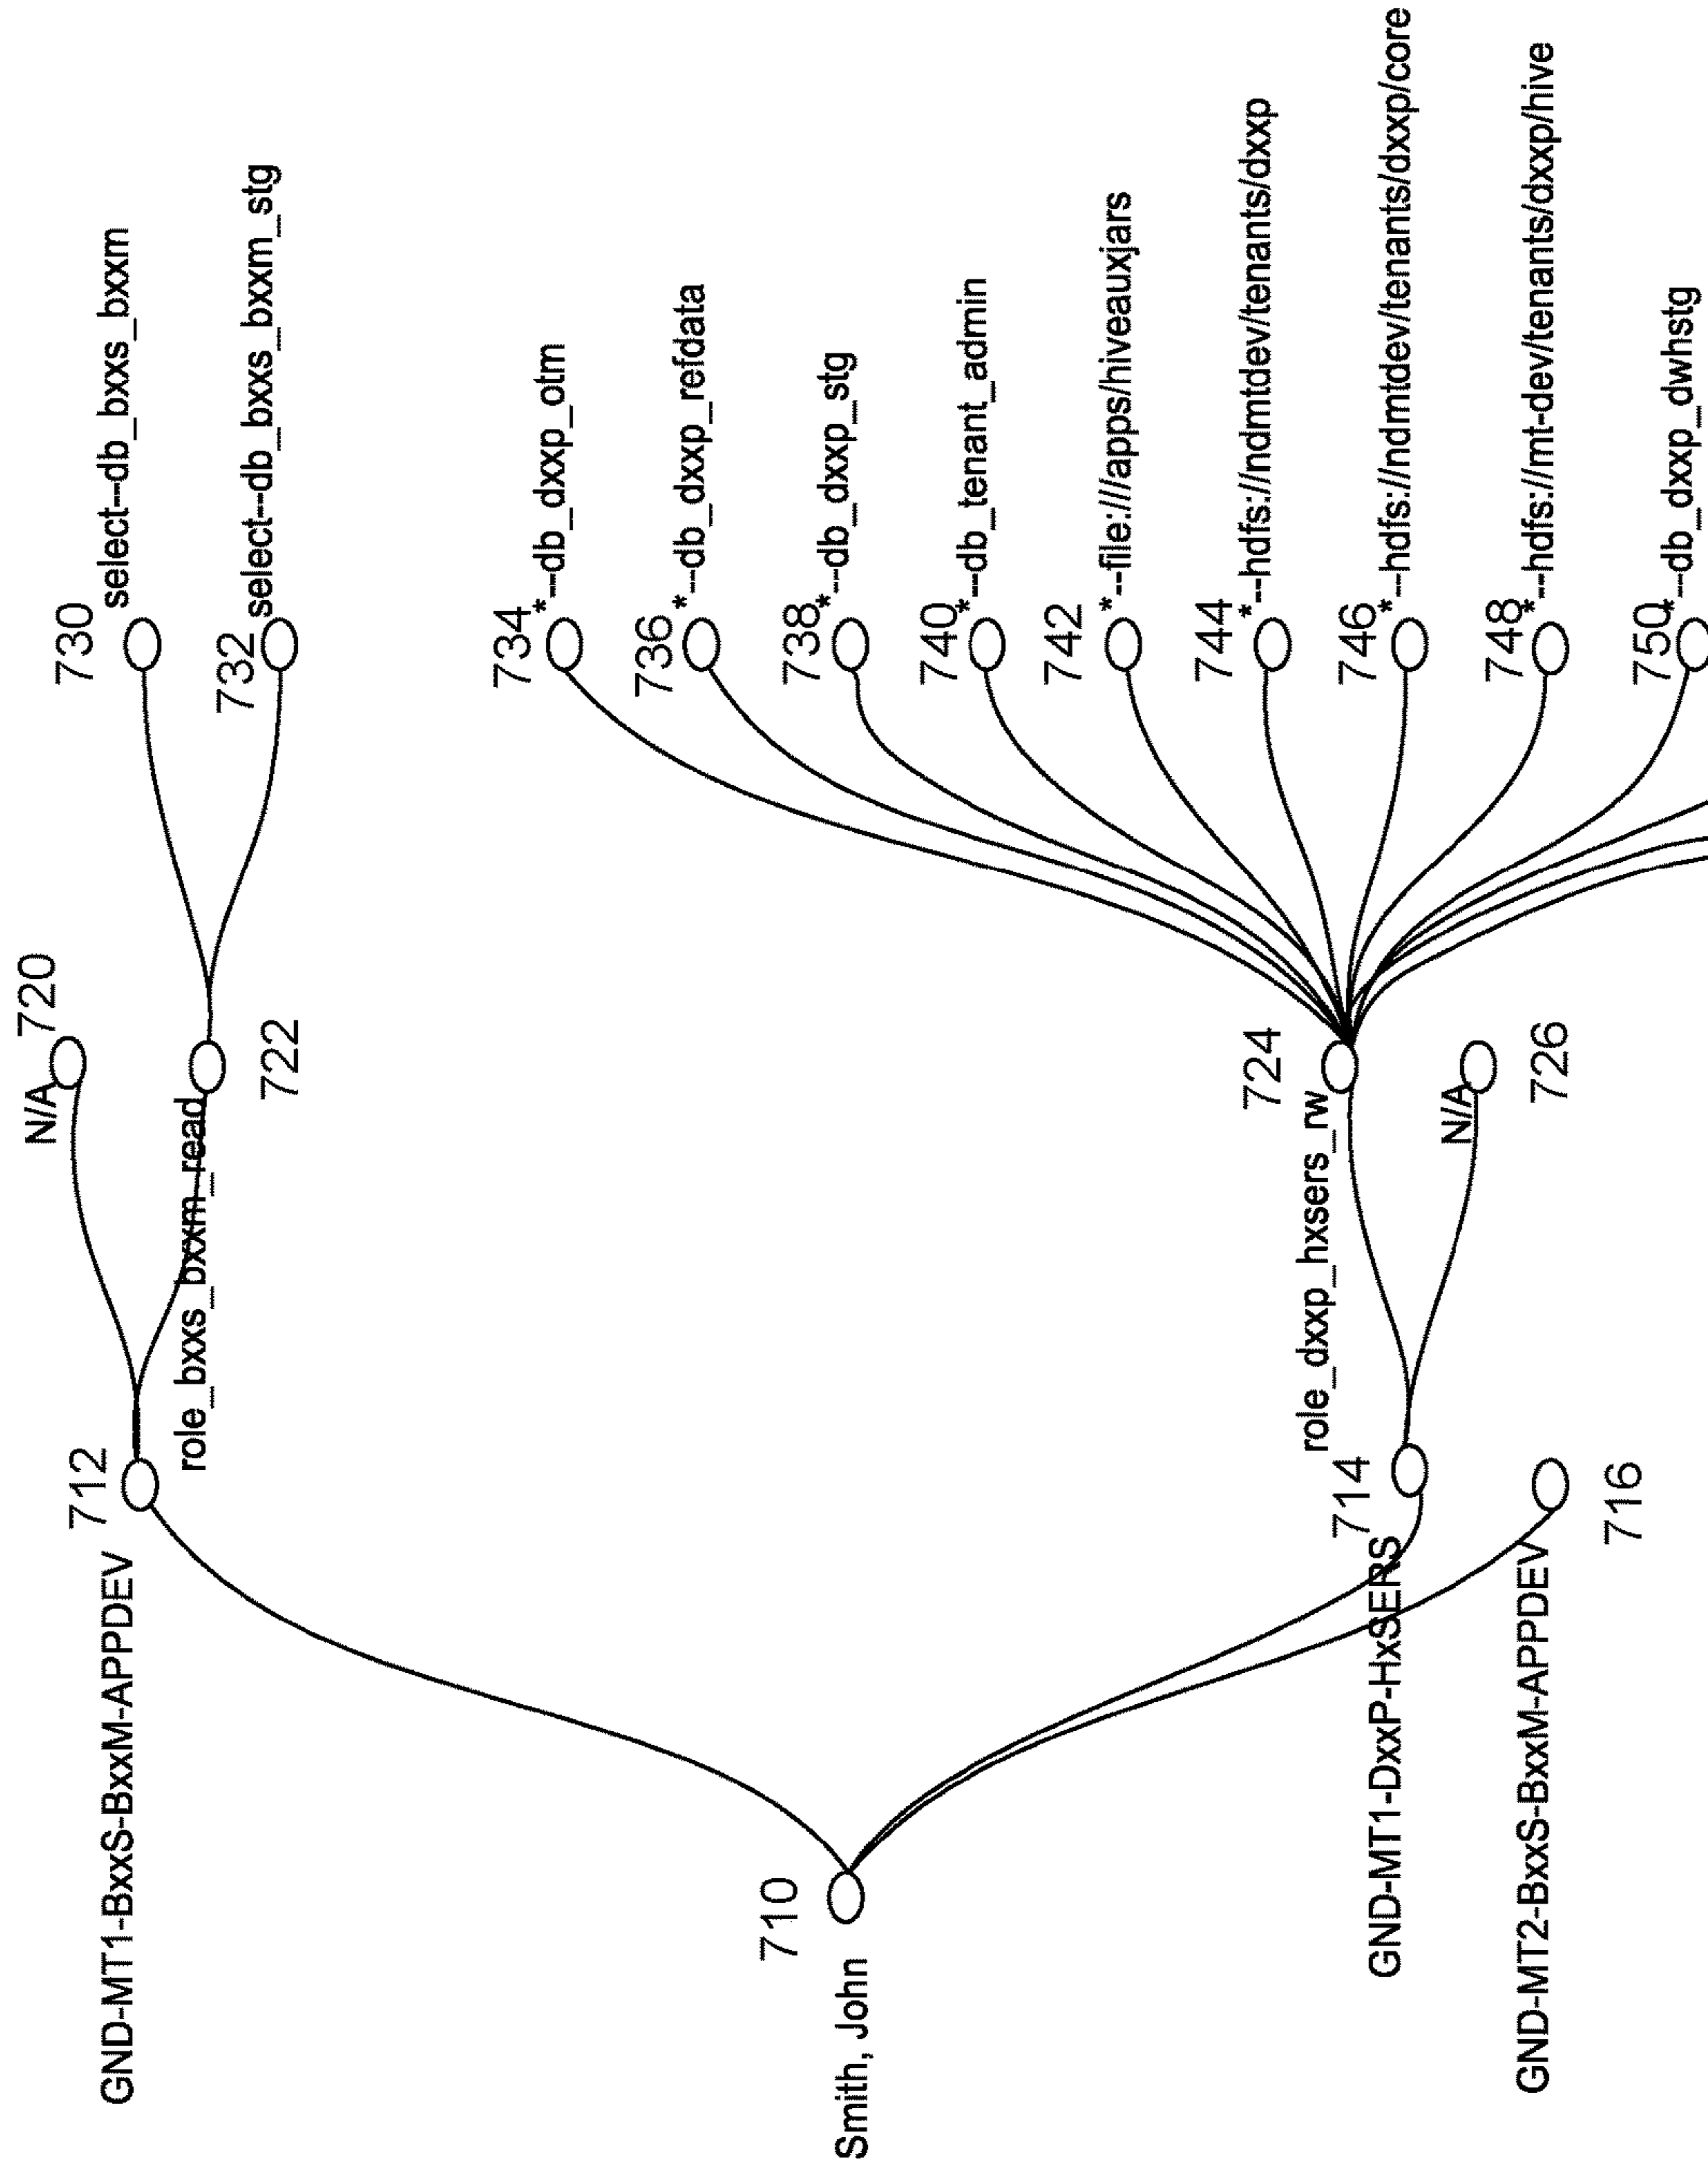 730
select--db_bxxs_bxxm
720
N/A
712
GND-MT1-BxxS-BxxM-APPDEV
732
select--db_bxxs_bxxm_stg
role_bxxs_bxxm_read
722
734
*---db_dxxp_otm
736
*---db_dxxp_refdata
738
*---db_dxxp_stg
710
Smith, John
740
*---db_tenant_admin
742
*---file:///apps/hiveauxjars
744
*---hdfs://ndmtdev/tenants/dxxp
724
role_dxxp_hxsers_rw
746
*---hdfs://ndmtdev/tenants/dxxp/core
714
GND-MT1-DxxP-HxSERS
N/A
726
748
*---hdfs://mt-dev/tenants/dxxp/hive
GND-MT2-BxxS-BxxM-APPDEV
716
750
*---db_dxxp_dwhstg